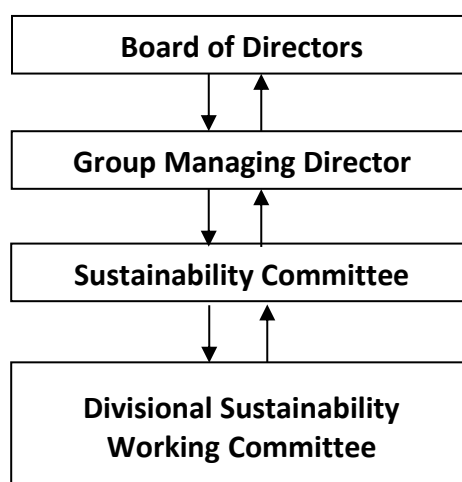 Board of Directors
Group Managing Director
Sustainability Committee
Divisional Sustainability
Working Committee